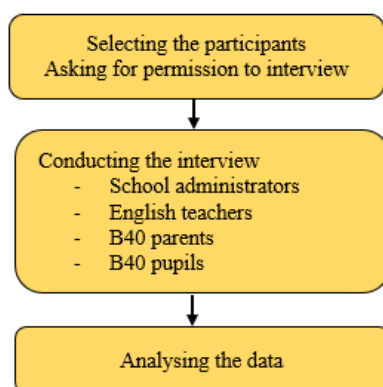 Selecting the participants
Asking for permission to interview
Conducting the interview
- School administrators
- English teachers
- B40 parents
- B40 pupils
Analysing the data